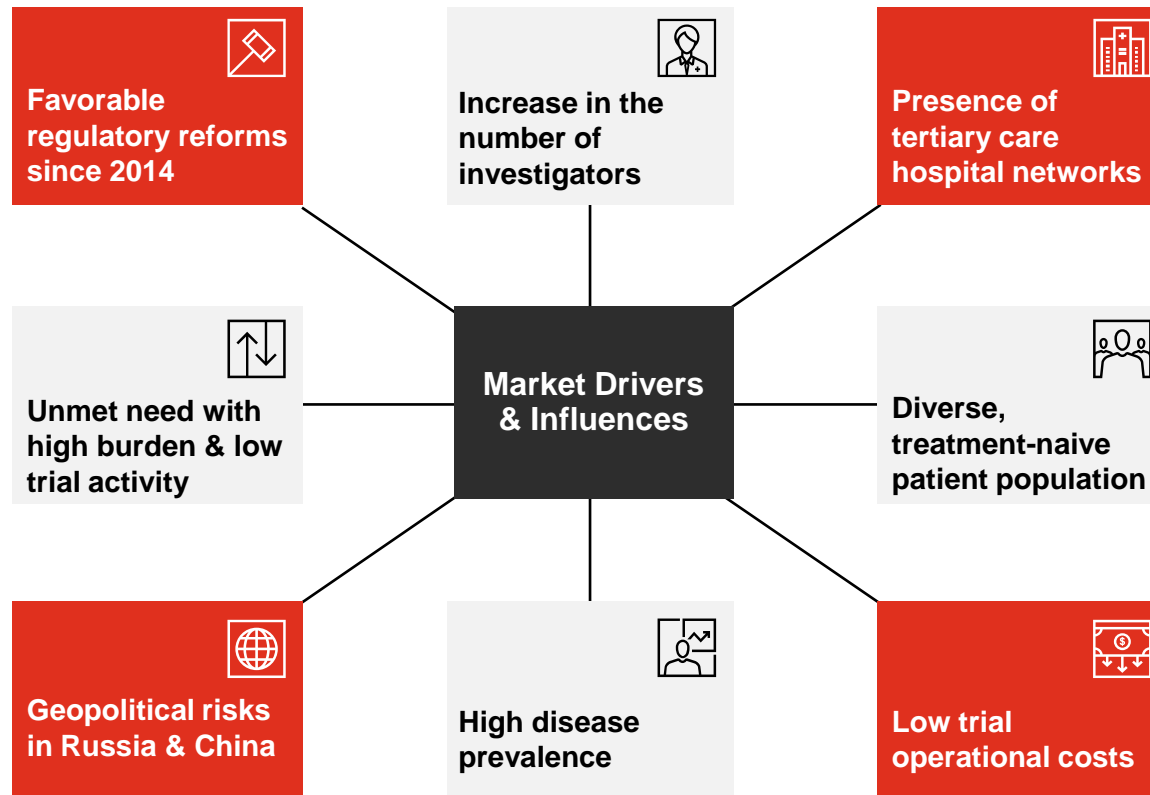 Favorable
regulatory reforms
since 2014
Increase in the
number of
investigators
Presence of
tertiary care
hospital networks
Unmet need with
high burden & low
trial activity
Market Drivers
& Influences
Diverse,
treatment-naive
patient population
Geopolitical risks
in Russia & China
High disease
prevalence
$
Low trial
operational costs